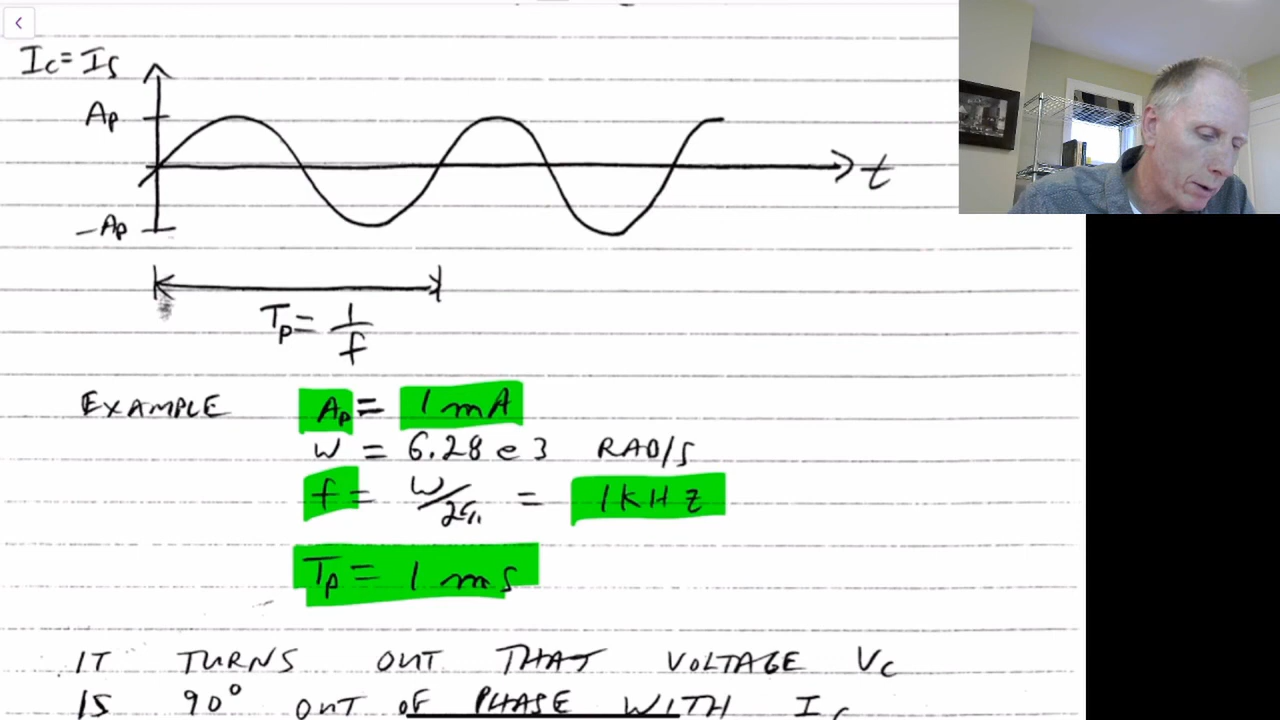 Ic = Is
Ap
t
-Ap
Tp = 1/f
EXAMPLE Ap = 1 mA
w = 6.28 e 3 RAD/S
f = w/2π = 1 KHz
Tp = 1 ms
IT TURNS OUT THAT VOLTAGE Vc
IS 90° OUT OF PHASE WITH I